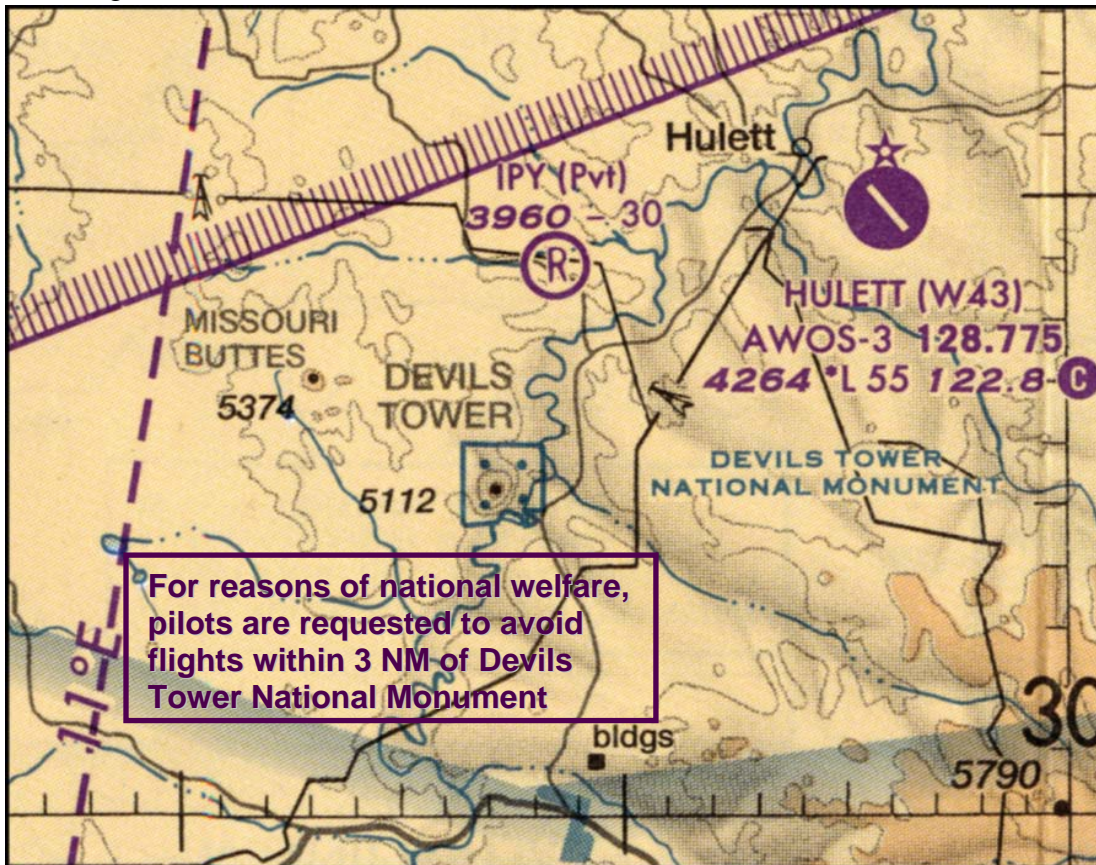 Hulett
IPY (Pvt)
3960 - 30
R
HULETT (W43)
AWOS-3 128.775
4264 *L 55 122.8 C
MISSOURI
BUTTES
5374
DEVILS
TOWER
5112
DEVILS TOWER
NATIONAL MONUMENT
For reasons of national welfare,
pilots are requested to avoid
flights within 3 NM of Devils
Tower National Monument
11°E
bldgs
30
5790